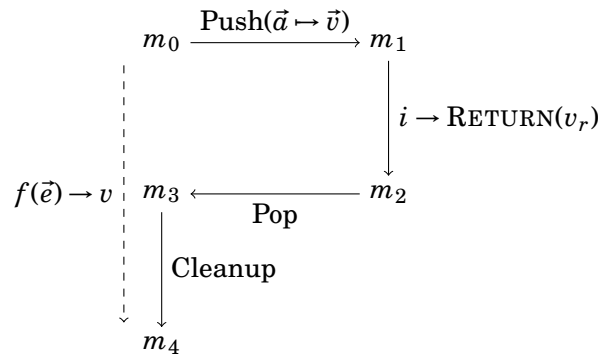 Push(a⃗ ↦ v⃗)
m₀ m₁
i → RETURN(vᵣ)
f(e⃗) → v m₃ m₂
Pop
Cleanup
m₄